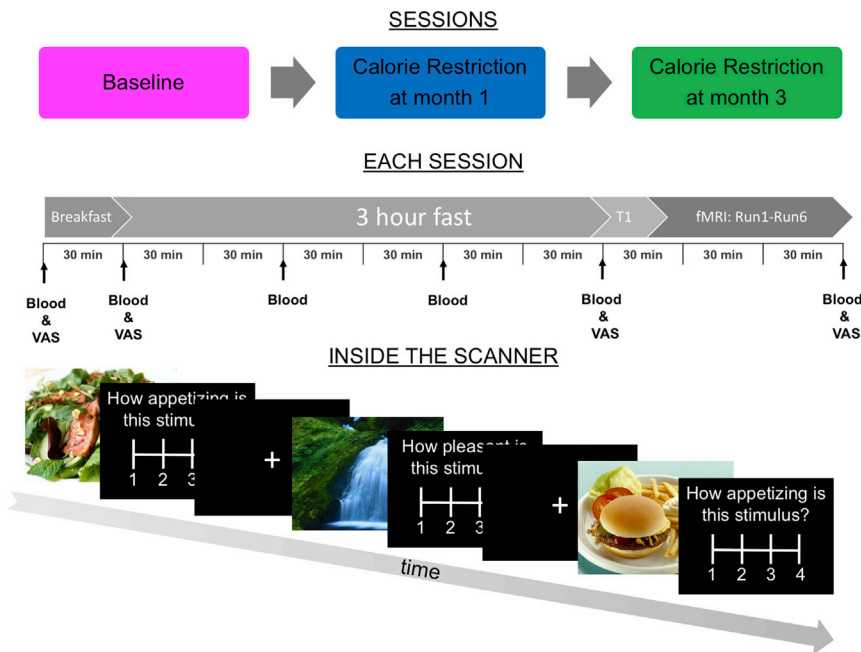 SESSIONS
Baseline
Calorie Restriction
at month 1
Calorie Restriction
at month 3
EACH SESSION
Breakfast
3 hour fast
T1
fMRI: Run1-Run6
30 min
30 min
30 min
30 min
30 min
30 min
30 min
30 min
30 min
30 min
Blood
&
VAS
Blood
&
VAS
Blood
Blood
Blood
&
VAS
Blood
&
VAS
INSIDE THE SCANNER
How appetizing is
this stimu
1 2 3
+
How pleasant is
this stimu
1 2 3
+
How appetizing is
this stimulus?
1 2 3 4
time